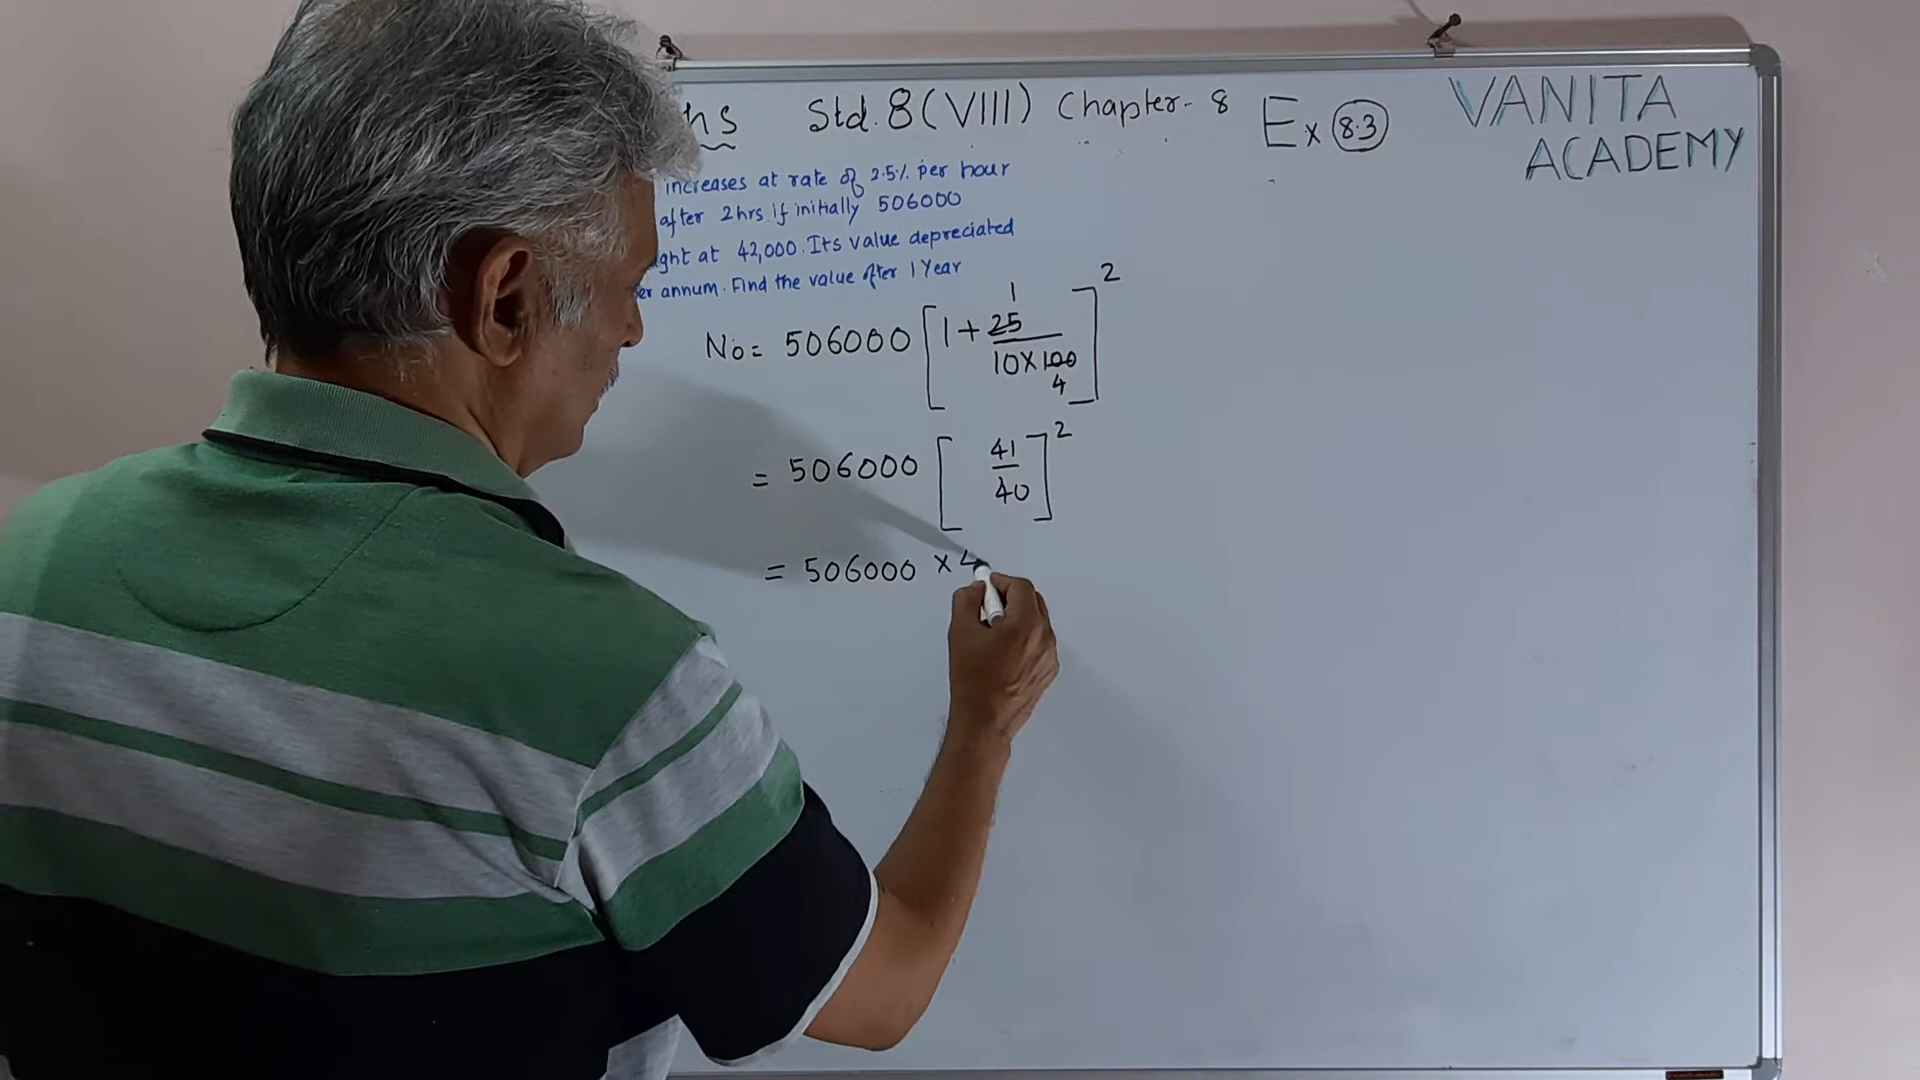 hs Std. 8 (VIII) Chapter - 8 Ex 8.3
VANITA
ACADEMY
increases at rate of 2.5% per hour
after 2hrs if initially 506000
ght at 42,000. Its value depreciated
er annum. Find the value after 1 Year
No = 506000 [1 + 25/10×100]²
1
4
= 506000 [41/40]²
= 506000 × 4